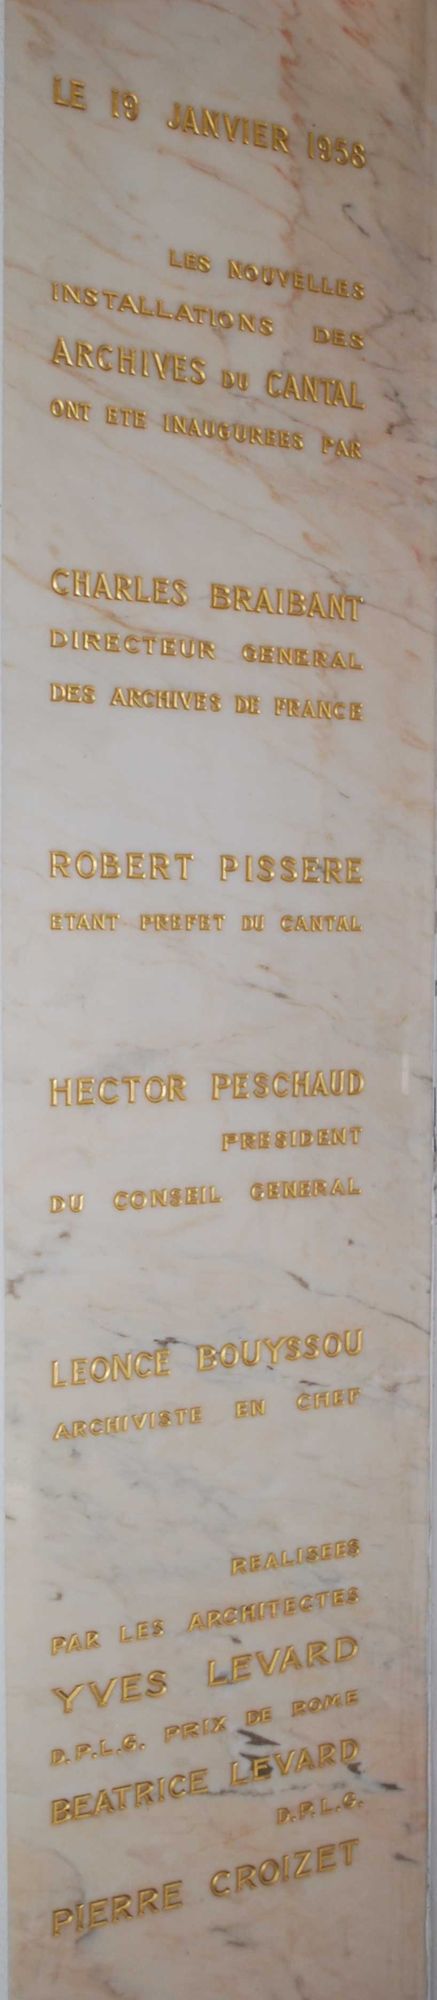 LE 19 JANVIER 1958
LES NOUVELLES
INSTALLATIONS DES
ARCHIVES DU CANTAL
ONT ETE INAUGUREES PAR
CHARLES BRAIBANT
DIRECTEUR GENERAL
DES ARCHIVES DE FRANCE
ROBERT PISSERE
ETANT PREFET DU CANTAL
HECTOR PESCHAUD
PRESIDENT
DU CONSEIL GENERAL
LEONCE BOUYSSOU
ARCHIVISTE EN CHEF
REALISEES
PAR LES ARCHITECTES
YVES LEVARD
D.P.L.G. PRIX DE ROME
BEATRICE LEVARD
D.P.L.G.
PIERRE CROIZET